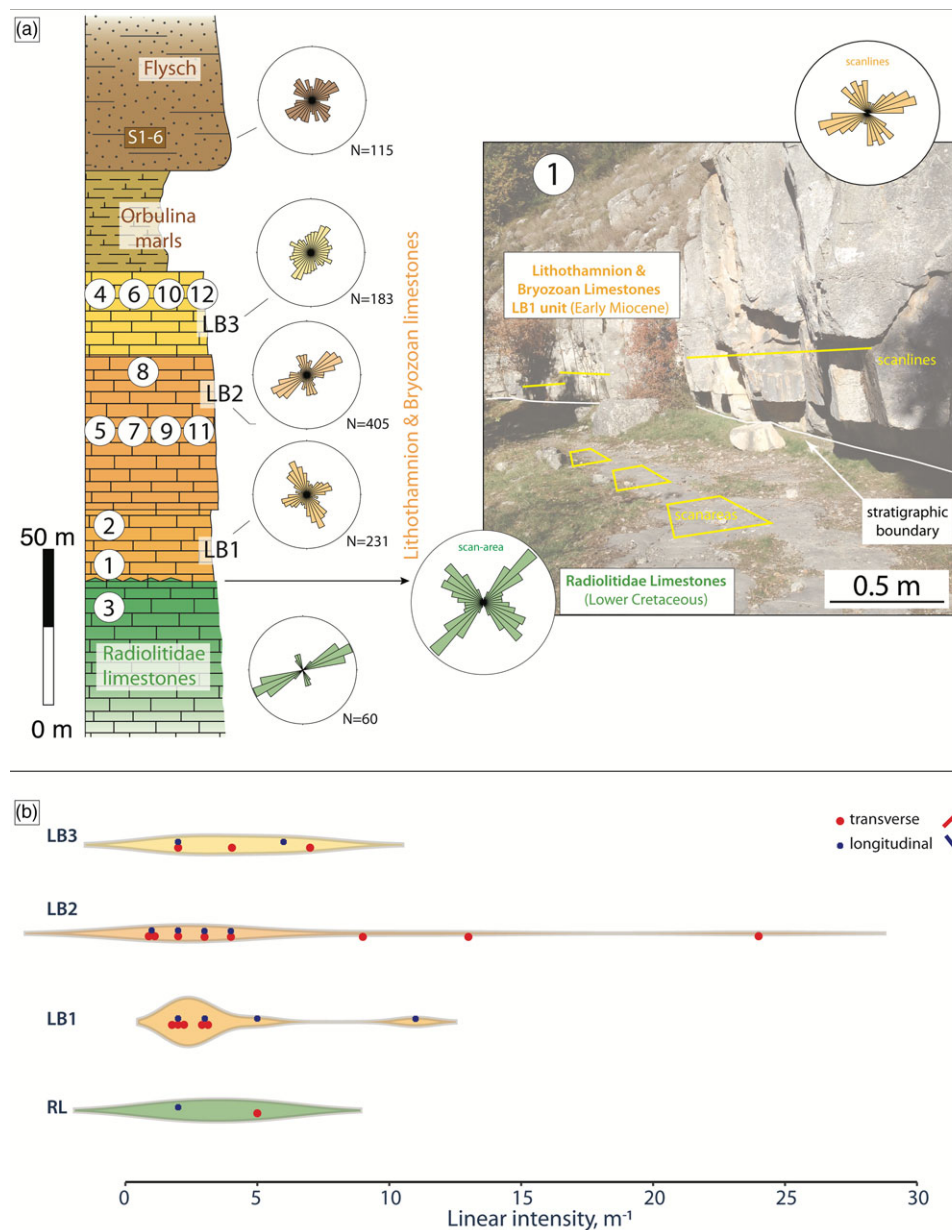 (a)
Flysch
S1-6
N=115
Orbulina
marls
4 6 10 12
LB3
N=183
8
LB2
5 7 9 11
N=405
2
LB1
1
N=231
Lithothamnion & Bryozoan limestones
50 m
3
Radiolitidae
limestones
0 m
N=60
scan-area
scanlines
1
Lithothamnion &
Bryozoan Limestones
LB1 unit (Early Miocene)
scanlines
scanareas
stratigraphic
boundary
Radiolitidae Limestones
(Lower Cretaceous)
0.5 m
(b)
LB3
transverse
longitudinal
LB2
LB1
RL
0 5 10 15 20 25 30
Linear intensity, m⁻¹